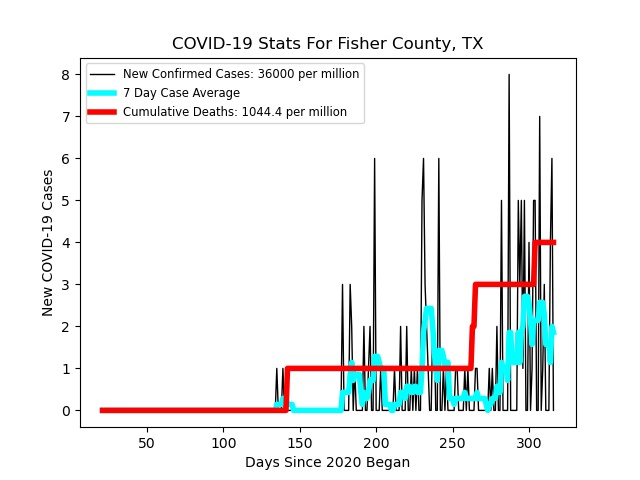 COVID-19 Stats For Fisher County, TX
New Confirmed Cases: 36000 per million
7 Day Case Average
Cumulative Deaths: 1044.4 per million
New COVID-19 Cases
8
7
6
5
4
3
2
1
0
50 100 150 200 250 300
Days Since 2020 Began